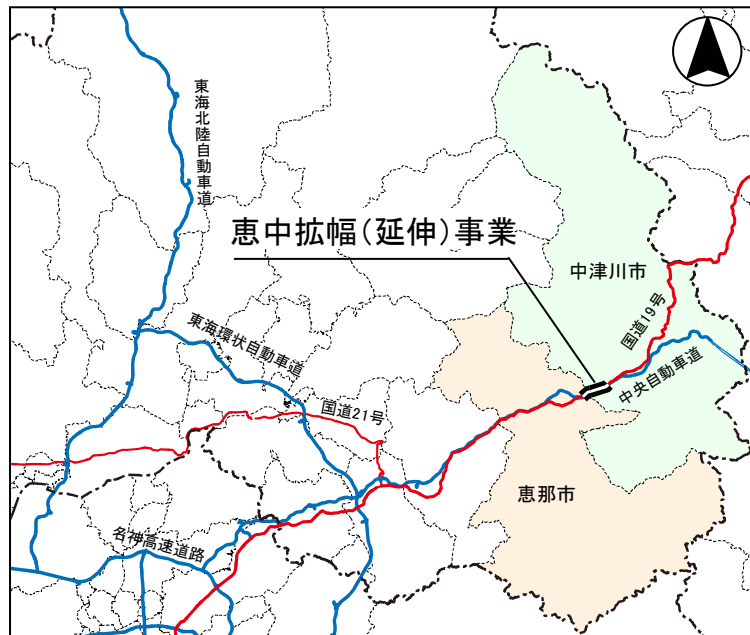 東海北陸自動車道
恵中拡幅(延伸)事業
中津川市
国道19号
東海環状自動車道
中央自動車道
国道21号
恵那市
名神高速道路